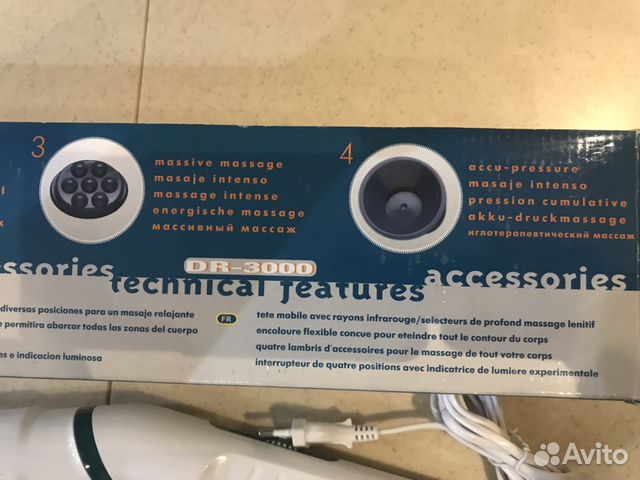 3
massive massage
masaje intenso
massage intense
energische massage
массивный массаж
4
accu-pressure
masaje intenso
pression cumulative
akku-druckmassage
иглотерапевтический массаж
DR-3000
technical features
accessories
diversas posiciones para un masaje relajante
permitira abarcar todas las zonas del cuerpo
es e indicacion luminosa
FR
tete mobile avec rayons infrarouge/selecteurs de profond massage lenitif
encoloure flexible concue pour eteindre tout le contour du corps
quatre lambris d'accessoires pour le massage de tout votre corps
interrupteur de quatre positions avec indicatrice de lumiere experimentale
Avito